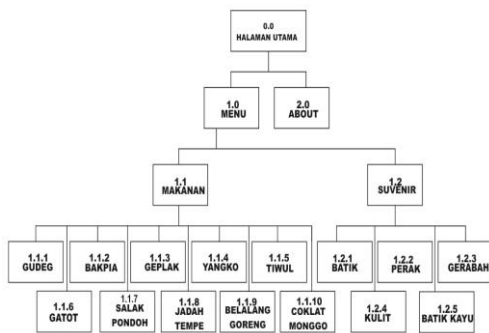 0.0
HALAMAN UTAMA
1.0
MENU
2.0
ABOUT
1.1
MAKANAN
1.2
SUVENIR
1.1.1
GUDEG
1.1.2
BAKPIA
1.1.3
GEPLAK
1.1.4
YANGKO
1.1.5
TIWUL
1.2.1
BATIK
1.2.2
PERAK
1.2.3
GERABAH
1.1.6
GATOT
1.1.7
SALAK
PONDOH
1.1.8
JADAH
TEMPE
1.1.9
BELALANG
GORENG
1.1.10
COKLAT
MONGGO
1.2.4
KULIT
1.2.5
BATIK KAYU